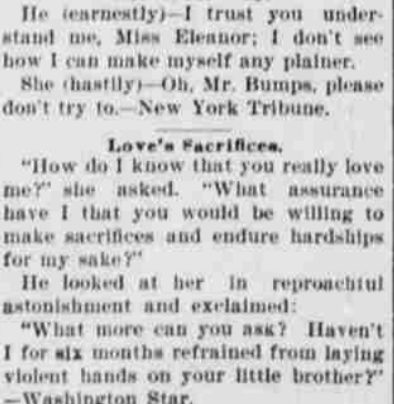 He (earnestly)—I trust you under-
stand me, Miss Eleanor; I don't see
how I can make myself any plainer.
She (hastily)—Oh, Mr. Bumps, please
don't try to.—New York Tribune.
Love's Sacrifices.
"How do I know that you really love
me?" she asked. "What assurance
have I that you would be willing to
make sacrifices and endure hardships
for my sake?"
He looked at her in reproachful
astonishment and exclaimed:
"What more can you ask? Haven't
I for six months refrained from laying
violent hands on your little brother?"
—Washington Star.